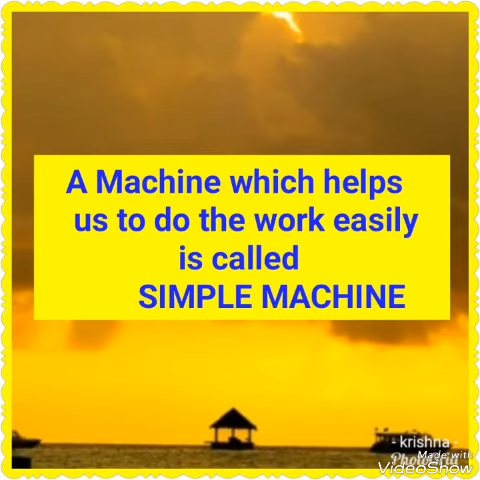 A Machine which helps
us to do the work easily
is called
SIMPLE MACHINE
- krishna -
Made with
VideoShow